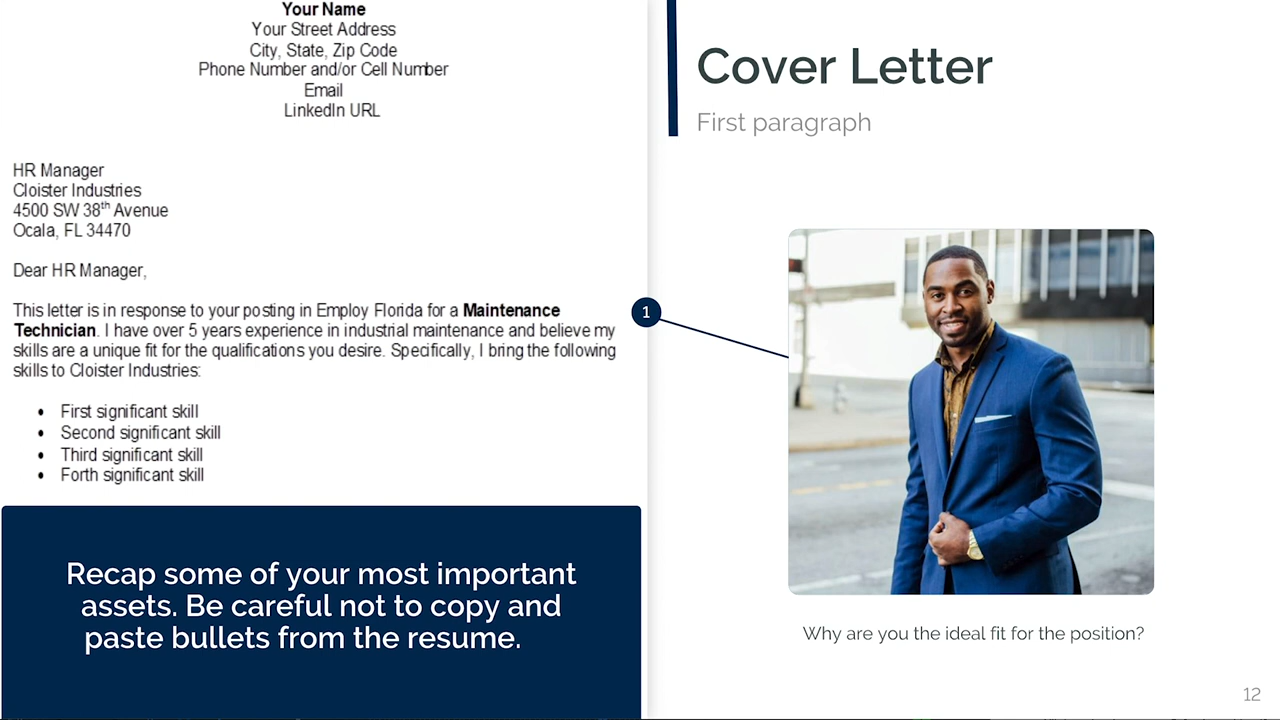 Your Name
Your Street Address
City, State, Zip Code
Phone Number and/or Cell Number
Email
LinkedIn URL
HR Manager
Cloister Industries
4500 SW 38th Avenue
Ocala, FL 34470
Dear HR Manager,
This letter is in response to your posting in Employ Florida for a Maintenance
Technician. I have over 5 years experience in industrial maintenance and believe my
skills are a unique fit for the qualifications you desire. Specifically, I bring the following
skills to Cloister Industries:
• First significant skill
• Second significant skill
• Third significant skill
• Forth significant skill
Recap some of your most important
assets. Be careful not to copy and
paste bullets from the resume.
Cover Letter
First paragraph
1
Why are you the ideal fit for the position?
12